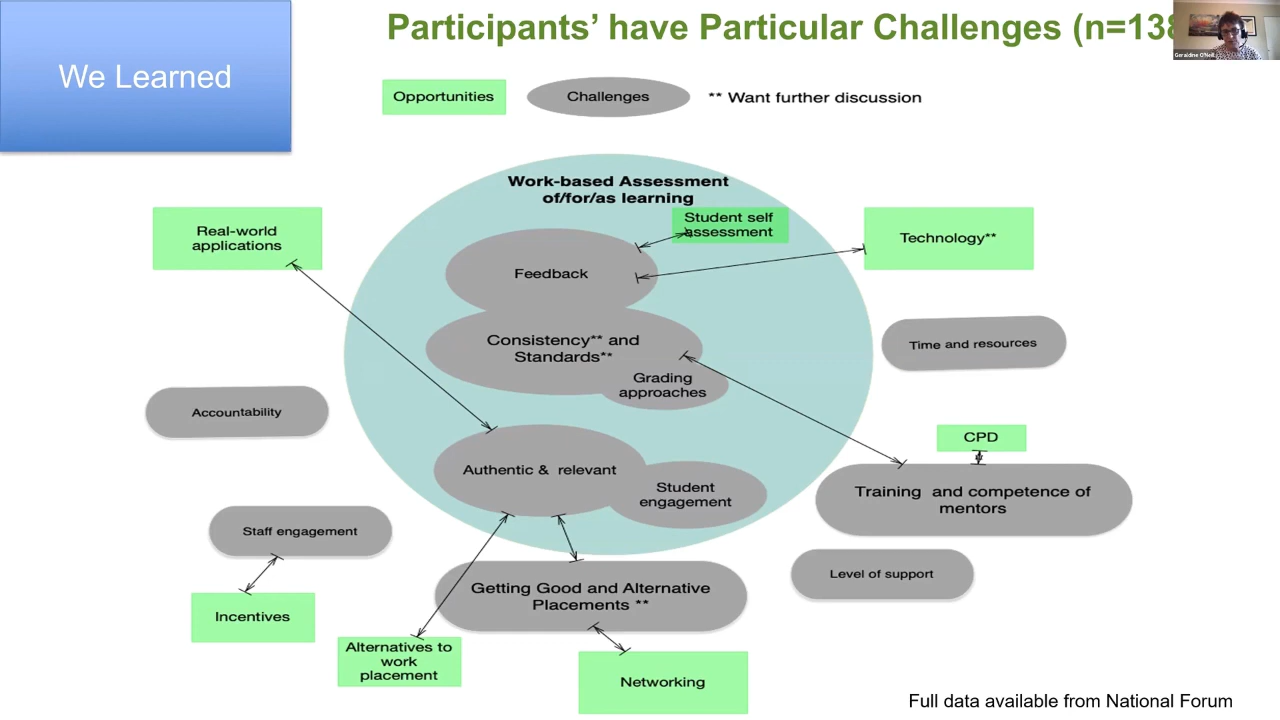 We Learned
Participants’ have Particular Challenges (n=138
Geraldine O'Neill
Opportunities
Challenges
** Want further discussion
Work-based Assessment
of/for/as learning
Real-world
applications
Student self
assessment
Technology**
Feedback
Consistency** and
Standards**
Time and resources
Grading
approaches
Accountability
CPD
Authentic & relevant
Student
engagement
Training and competence of
mentors
Staff engagement
Level of support
Getting Good and Alternative
Placements **
Incentives
Alternatives to
work
placement
Networking
Full data available from National Forum